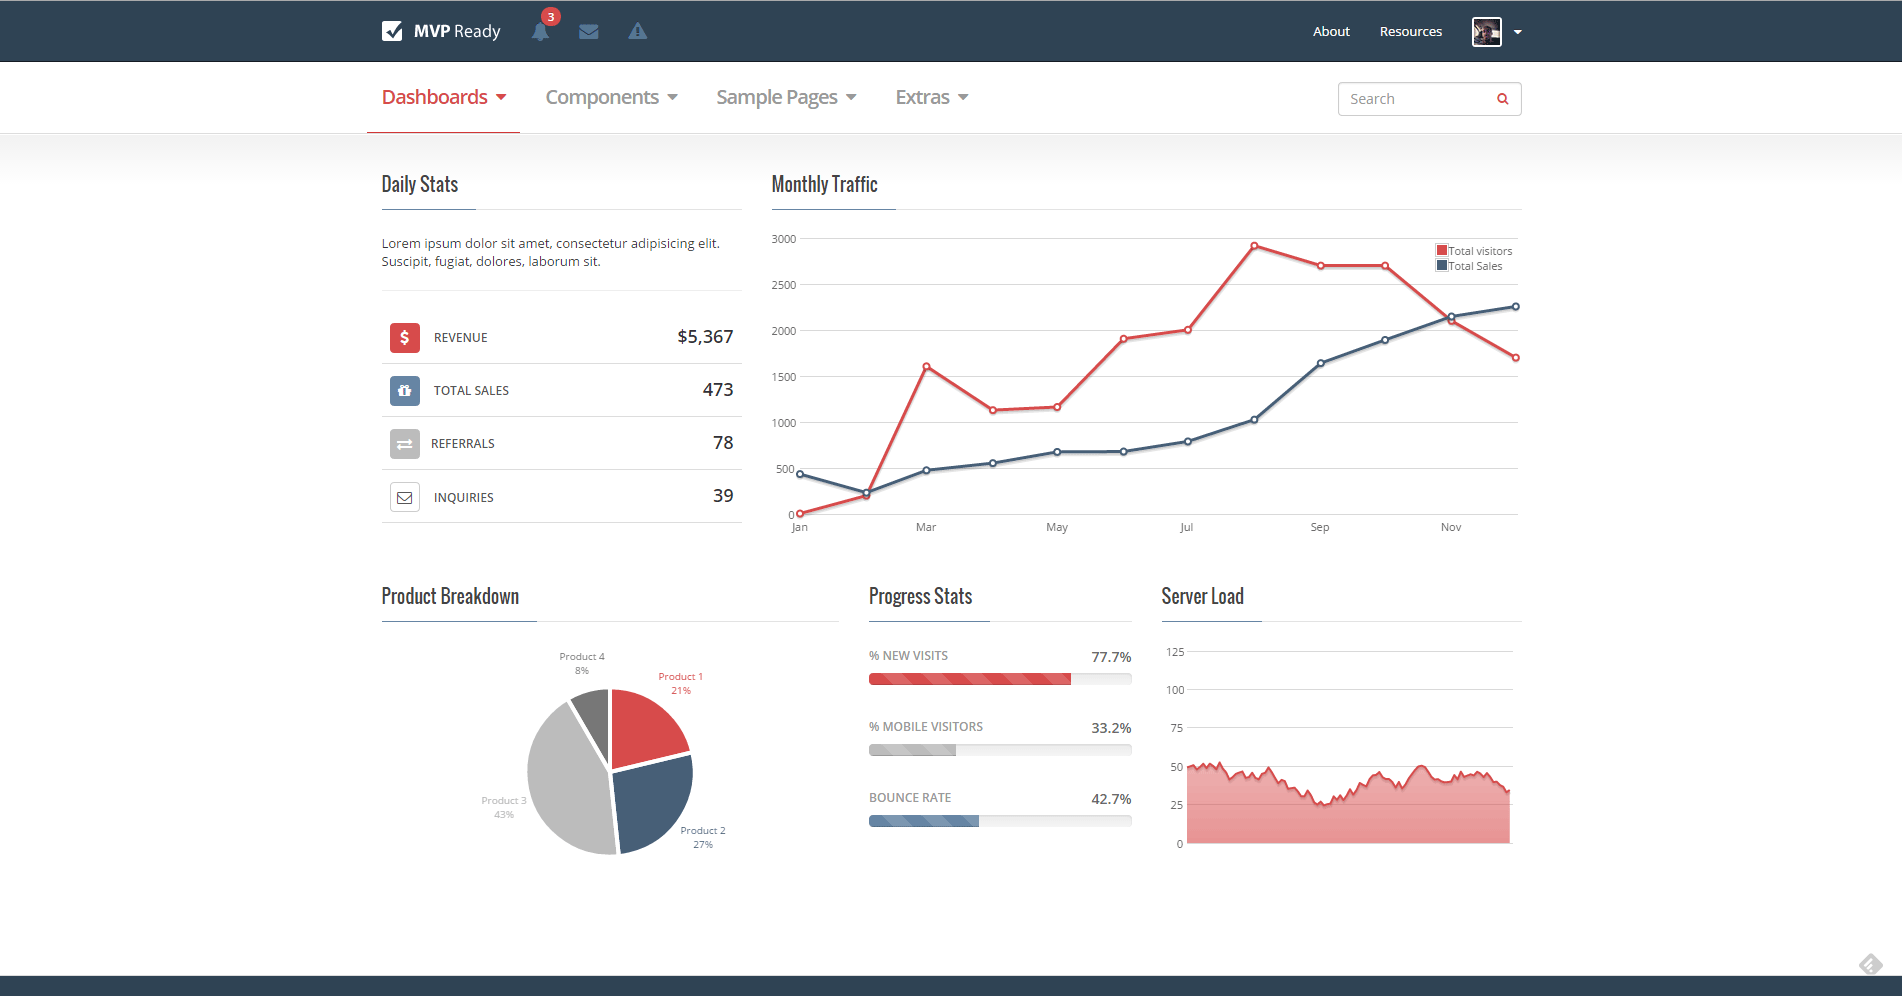 MVP Ready
3
About
Resources
Dashboards
Components
Sample Pages
Extras
Search
Daily Stats
Lorem ipsum dolor sit amet, consectetur adipisicing elit.
Suscipit, fugiat, dolores, laborum sit.
$
REVENUE
$5,367
TOTAL SALES
473
REFERRALS
78
INQUIRIES
39
Monthly Traffic
3000
2500
2000
1500
1000
500
0
Total visitors
Total Sales
Jan
Mar
May
Jul
Sep
Nov
Product Breakdown
Product 4
8%
Product 1
21%
Product 3
43%
Product 2
27%
Progress Stats
% NEW VISITS
77.7%
% MOBILE VISITORS
33.2%
BOUNCE RATE
42.7%
Server Load
125
100
75
50
25
0